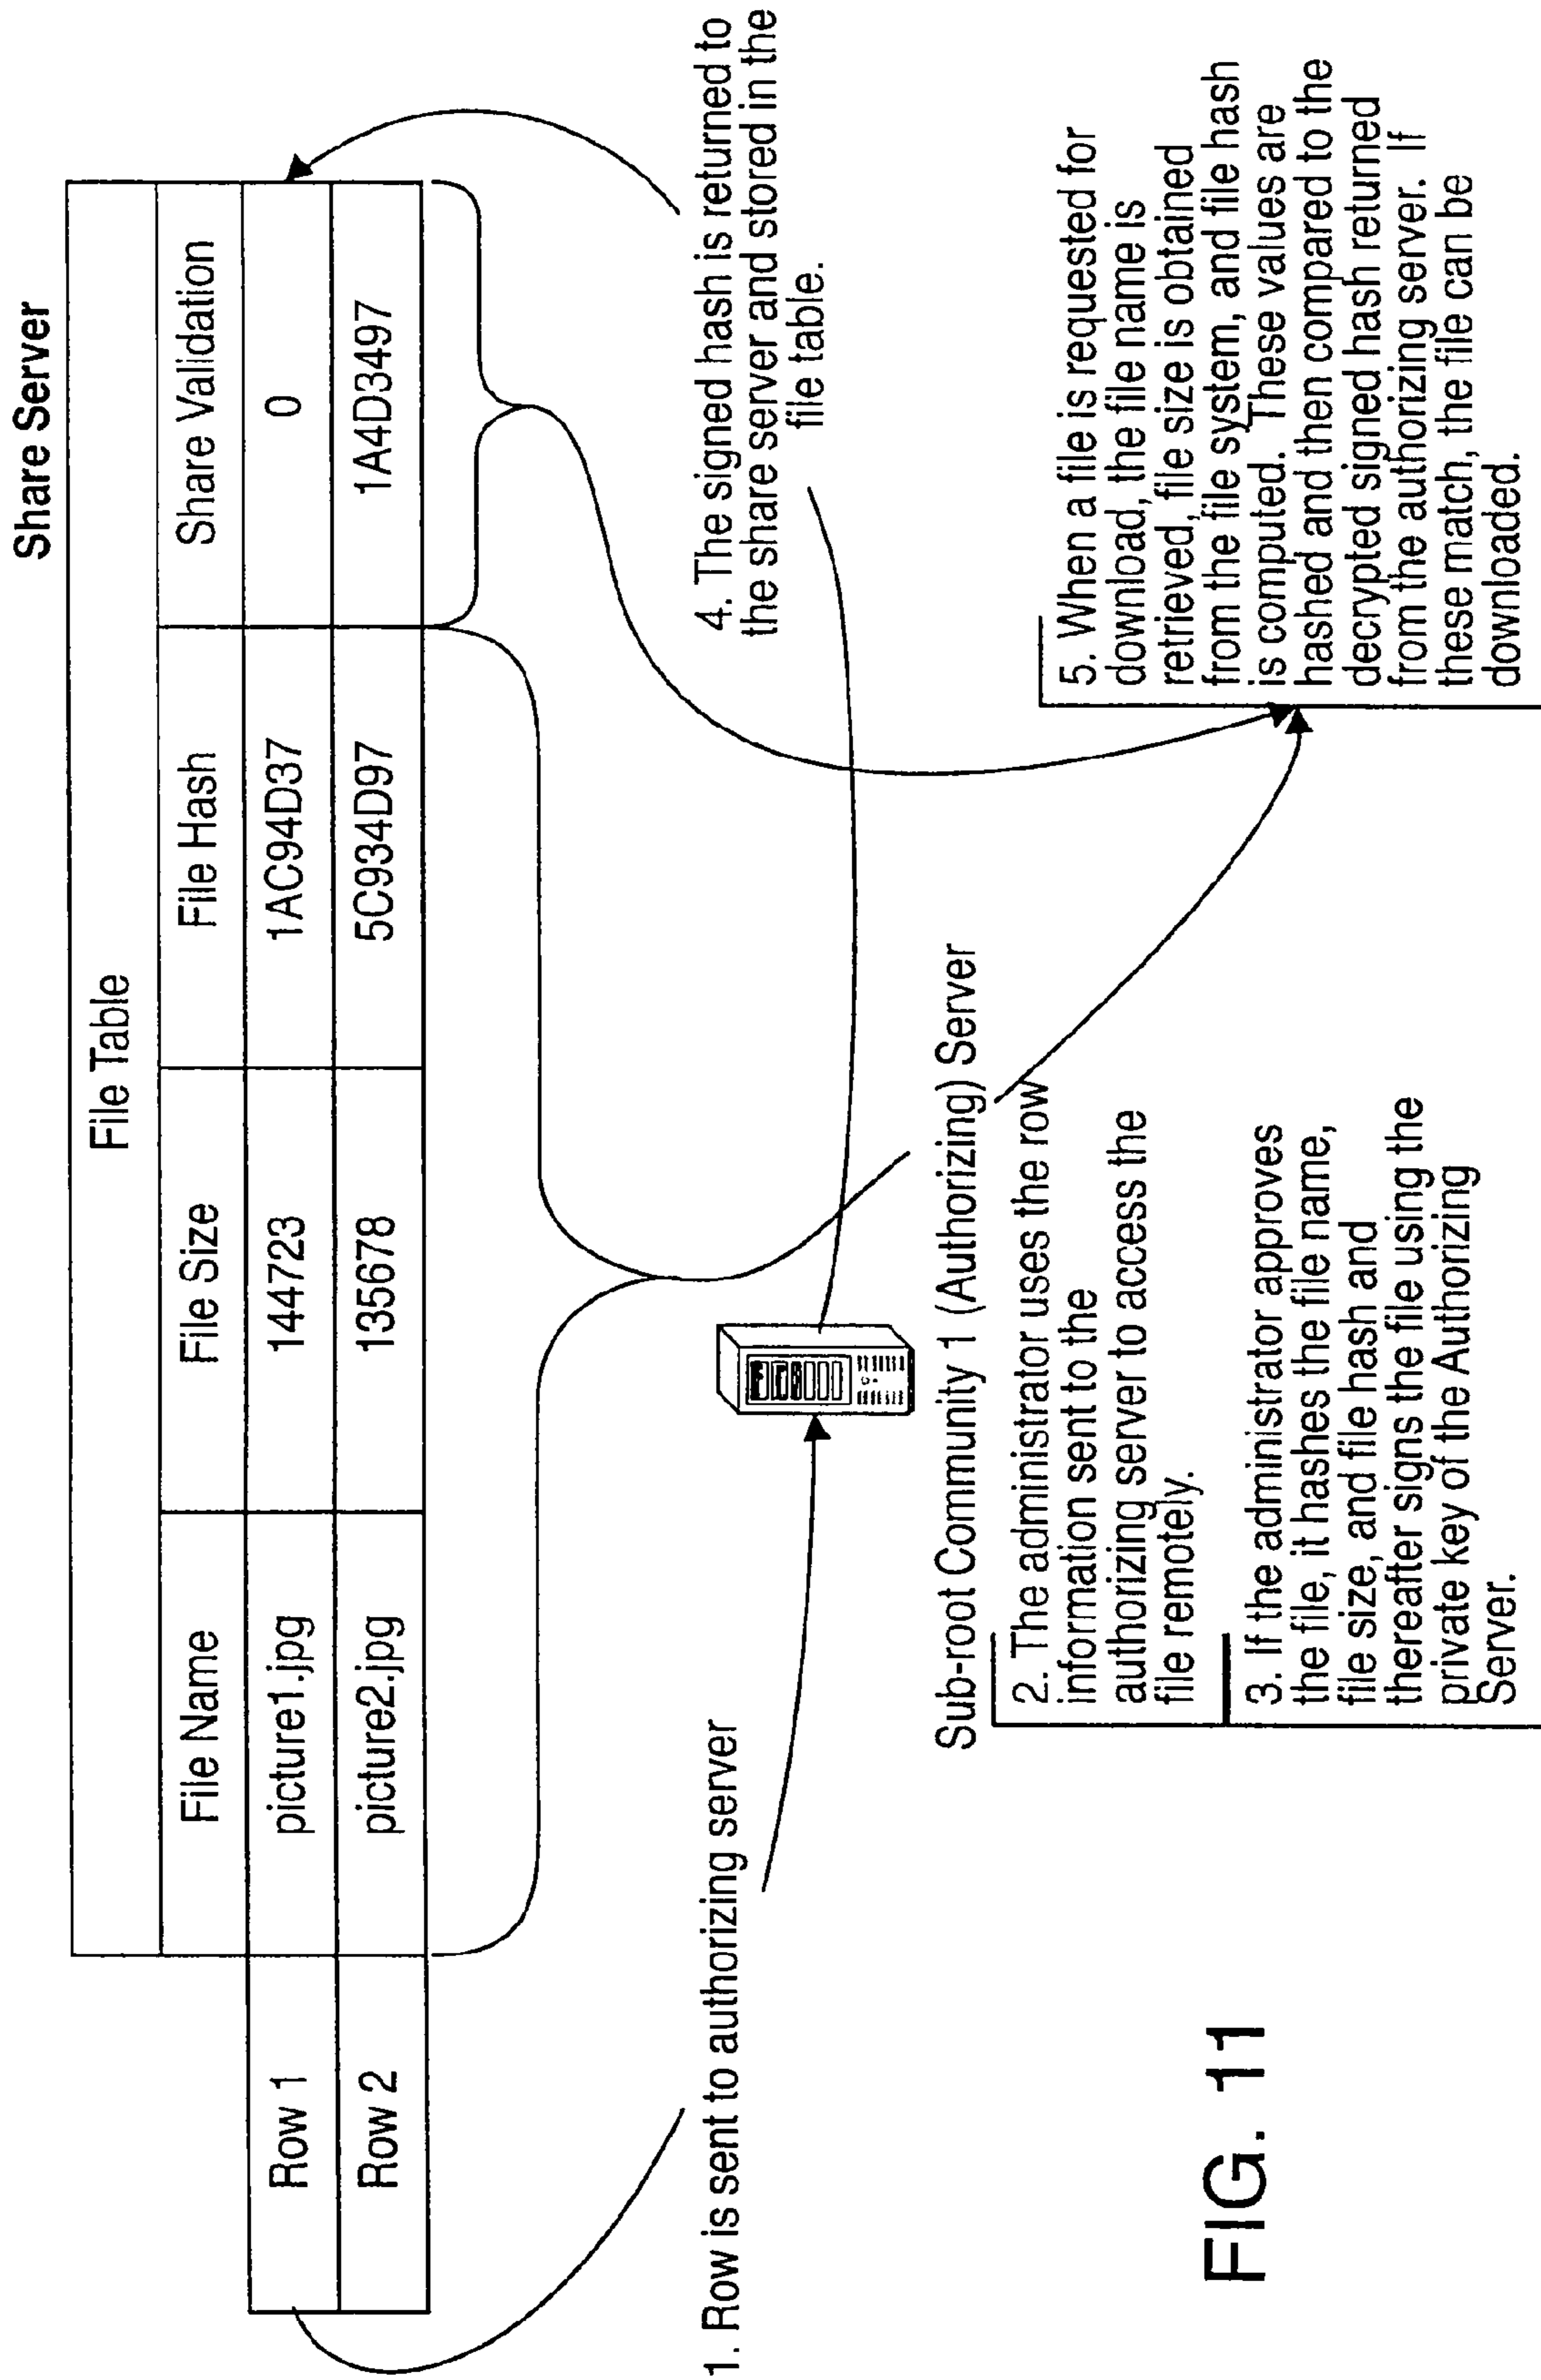 Share Server
File Table
File Name File Size File Hash Share Validation
Row 1 picture1.jpg 144723 1AC94D37 0
Row 2 picture2.jpg 135678 5C934D97 1A4D3497
1. Row is sent to authorizing server
4. The signed hash is returned to
the share server and stored in the
file table.
Sub-root Community 1 (Authorizing) Server
2. The administrator uses the row
information sent to the
authorizing server to access the
file remotely.
3. If the administrator approves
the file, it hashes the file name,
file size, and file hash and
thereafter signs the file using the
private key of the Authorizing
Server.
5. When a file is requested for
download, the file name is
retrieved, file size is obtained
from the file system, and file hash
is computed. These values are
hashed and then compared to the
decrypted signed hash returned
from the authorizing server. If
these match, the file can be
downloaded.
FIG. 11